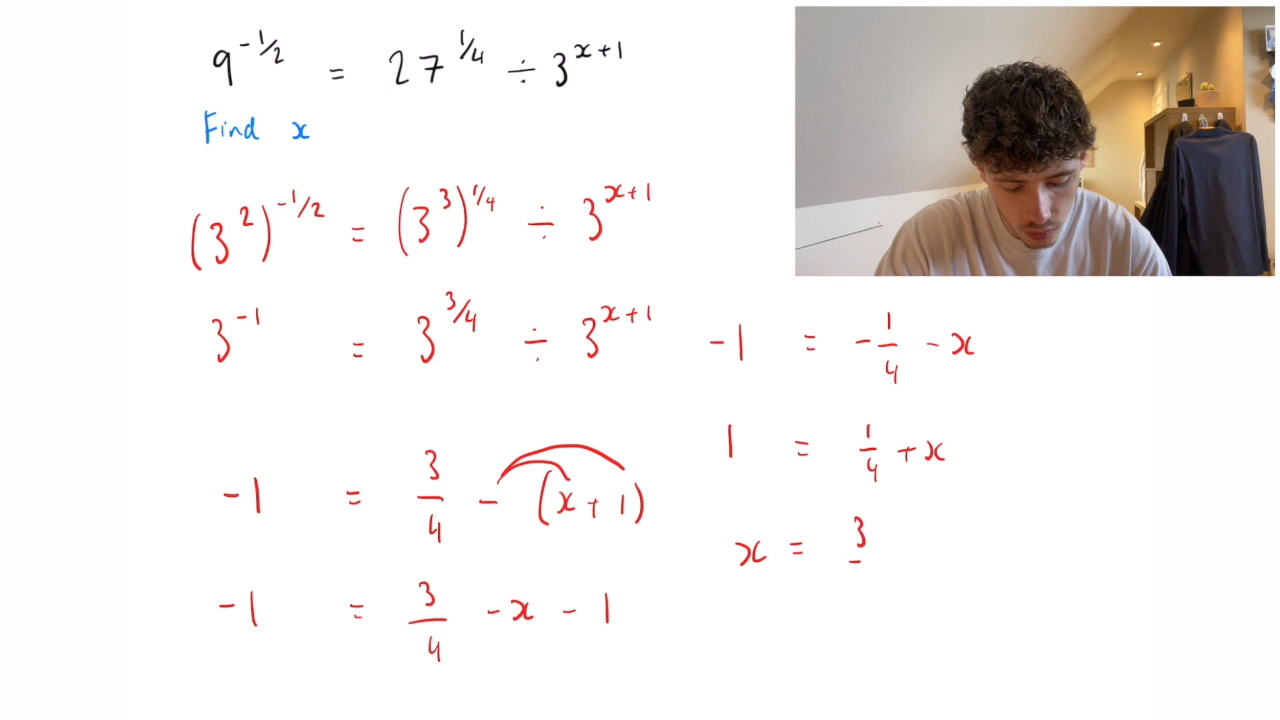 9^{-1/2} = 27^{1/4} ÷ 3^{x+1}
Find x
(3^2)^{-1/2} = (3^3)^{1/4} ÷ 3^{x+1}
3^{-1} = 3^{3/4} ÷ 3^{x+1}
-1 = 3/4 - (x + 1)
-1 = 3/4 - x - 1
-1 = -1/4 - x
1 = 1/4 + x
x = 3